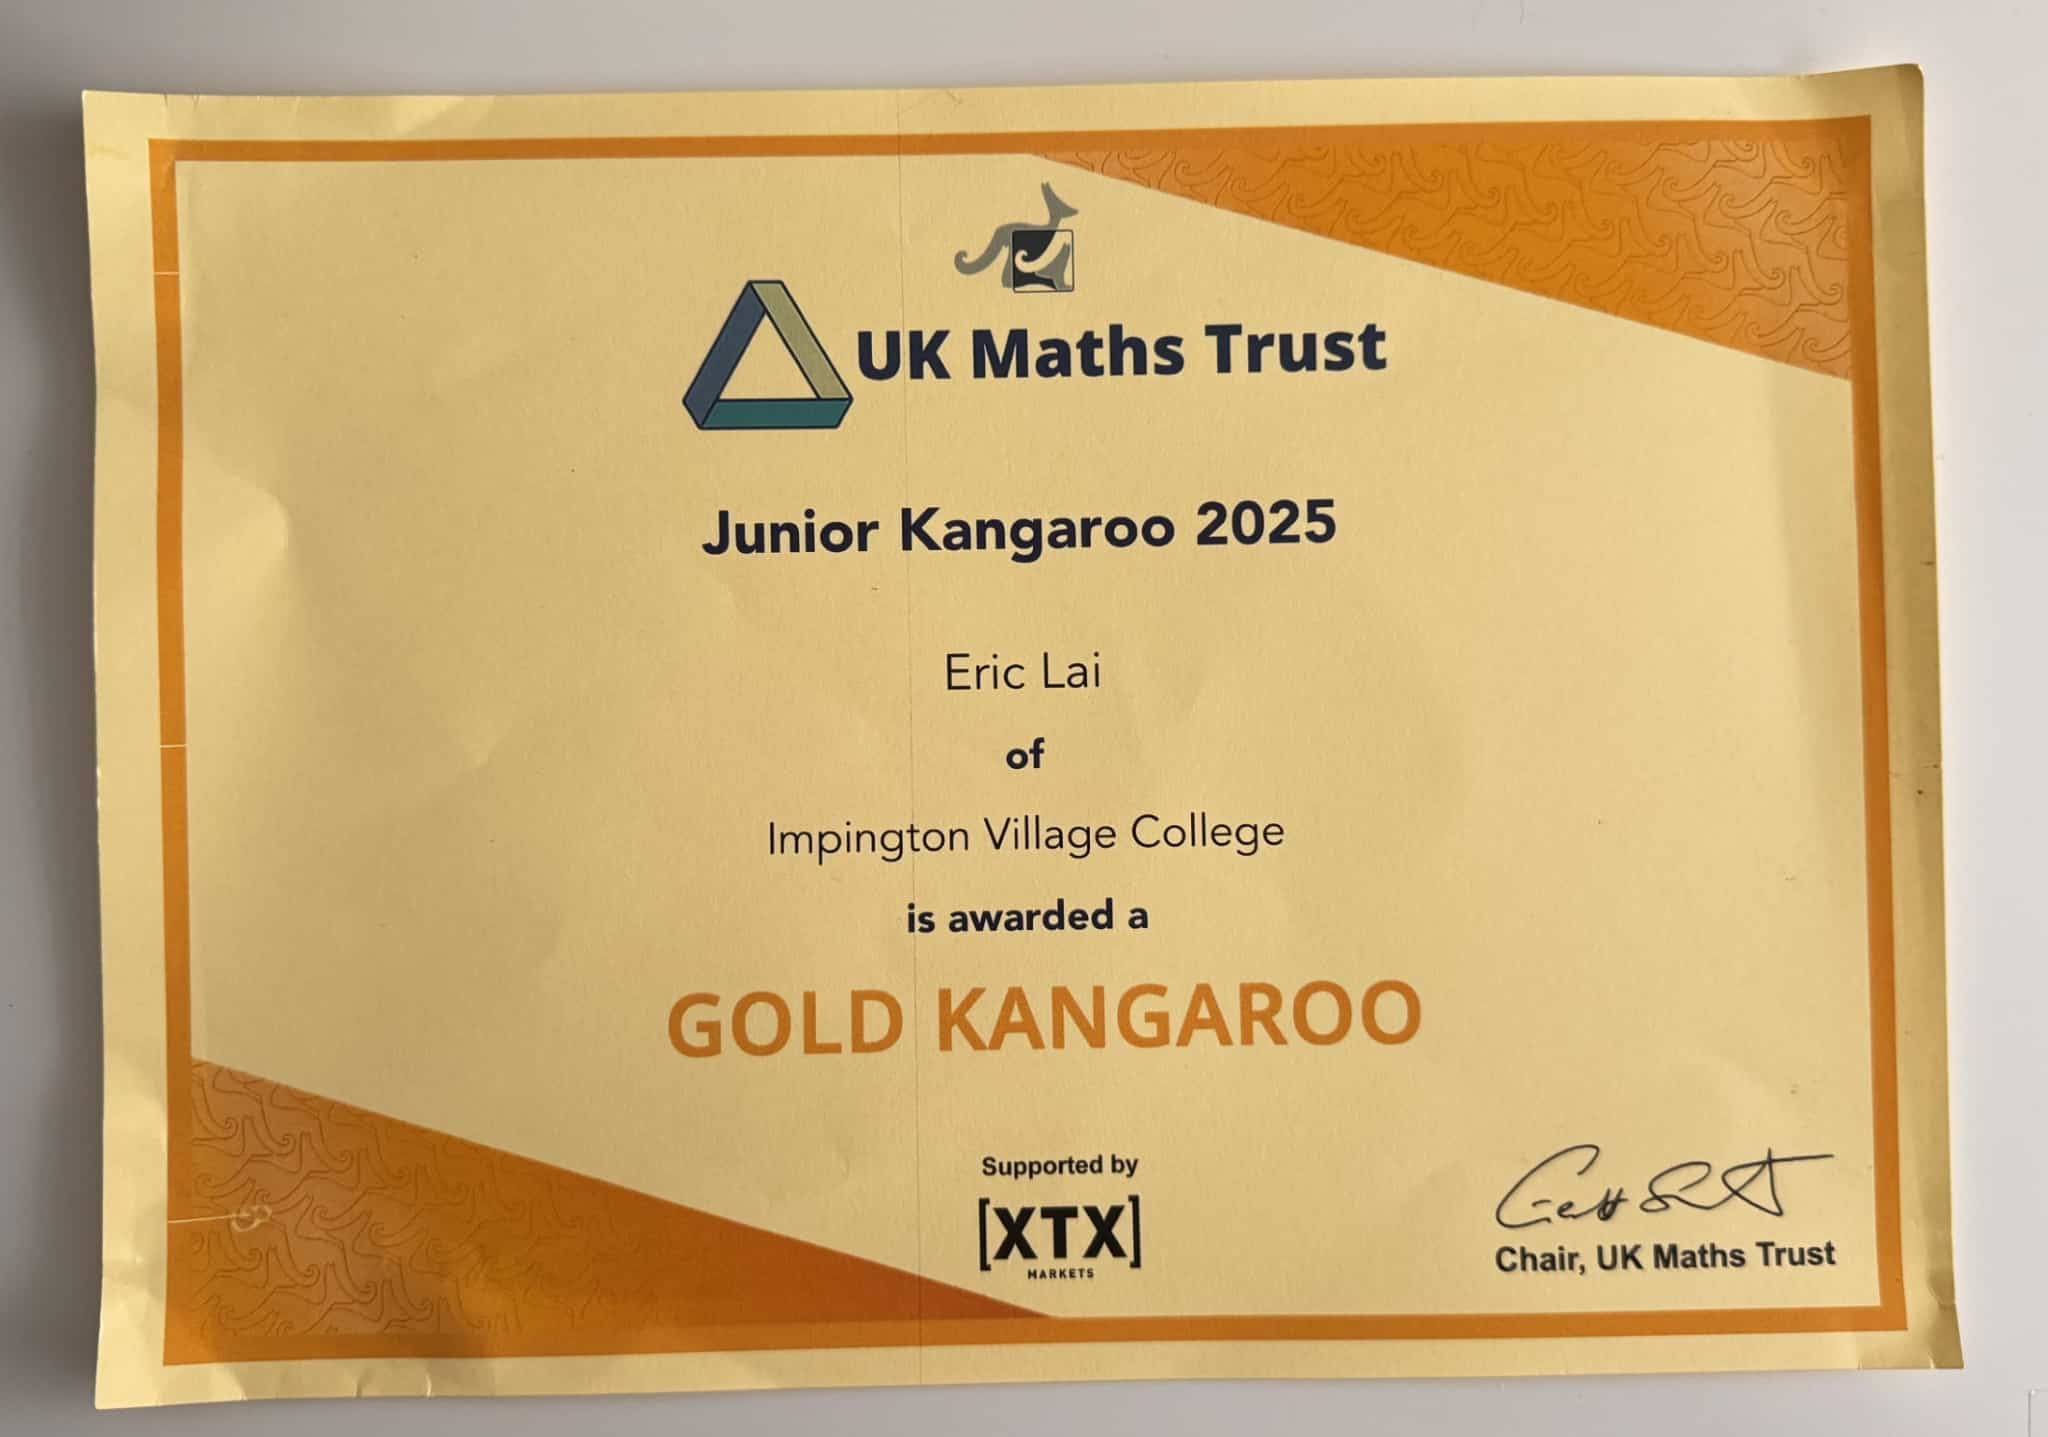 UK Maths Trust
Junior Kangaroo 2025
Eric Lai
of
Impington Village College
is awarded a
GOLD KANGAROO
Supported by
[XTX]
MARKETS
Chair, UK Maths Trust